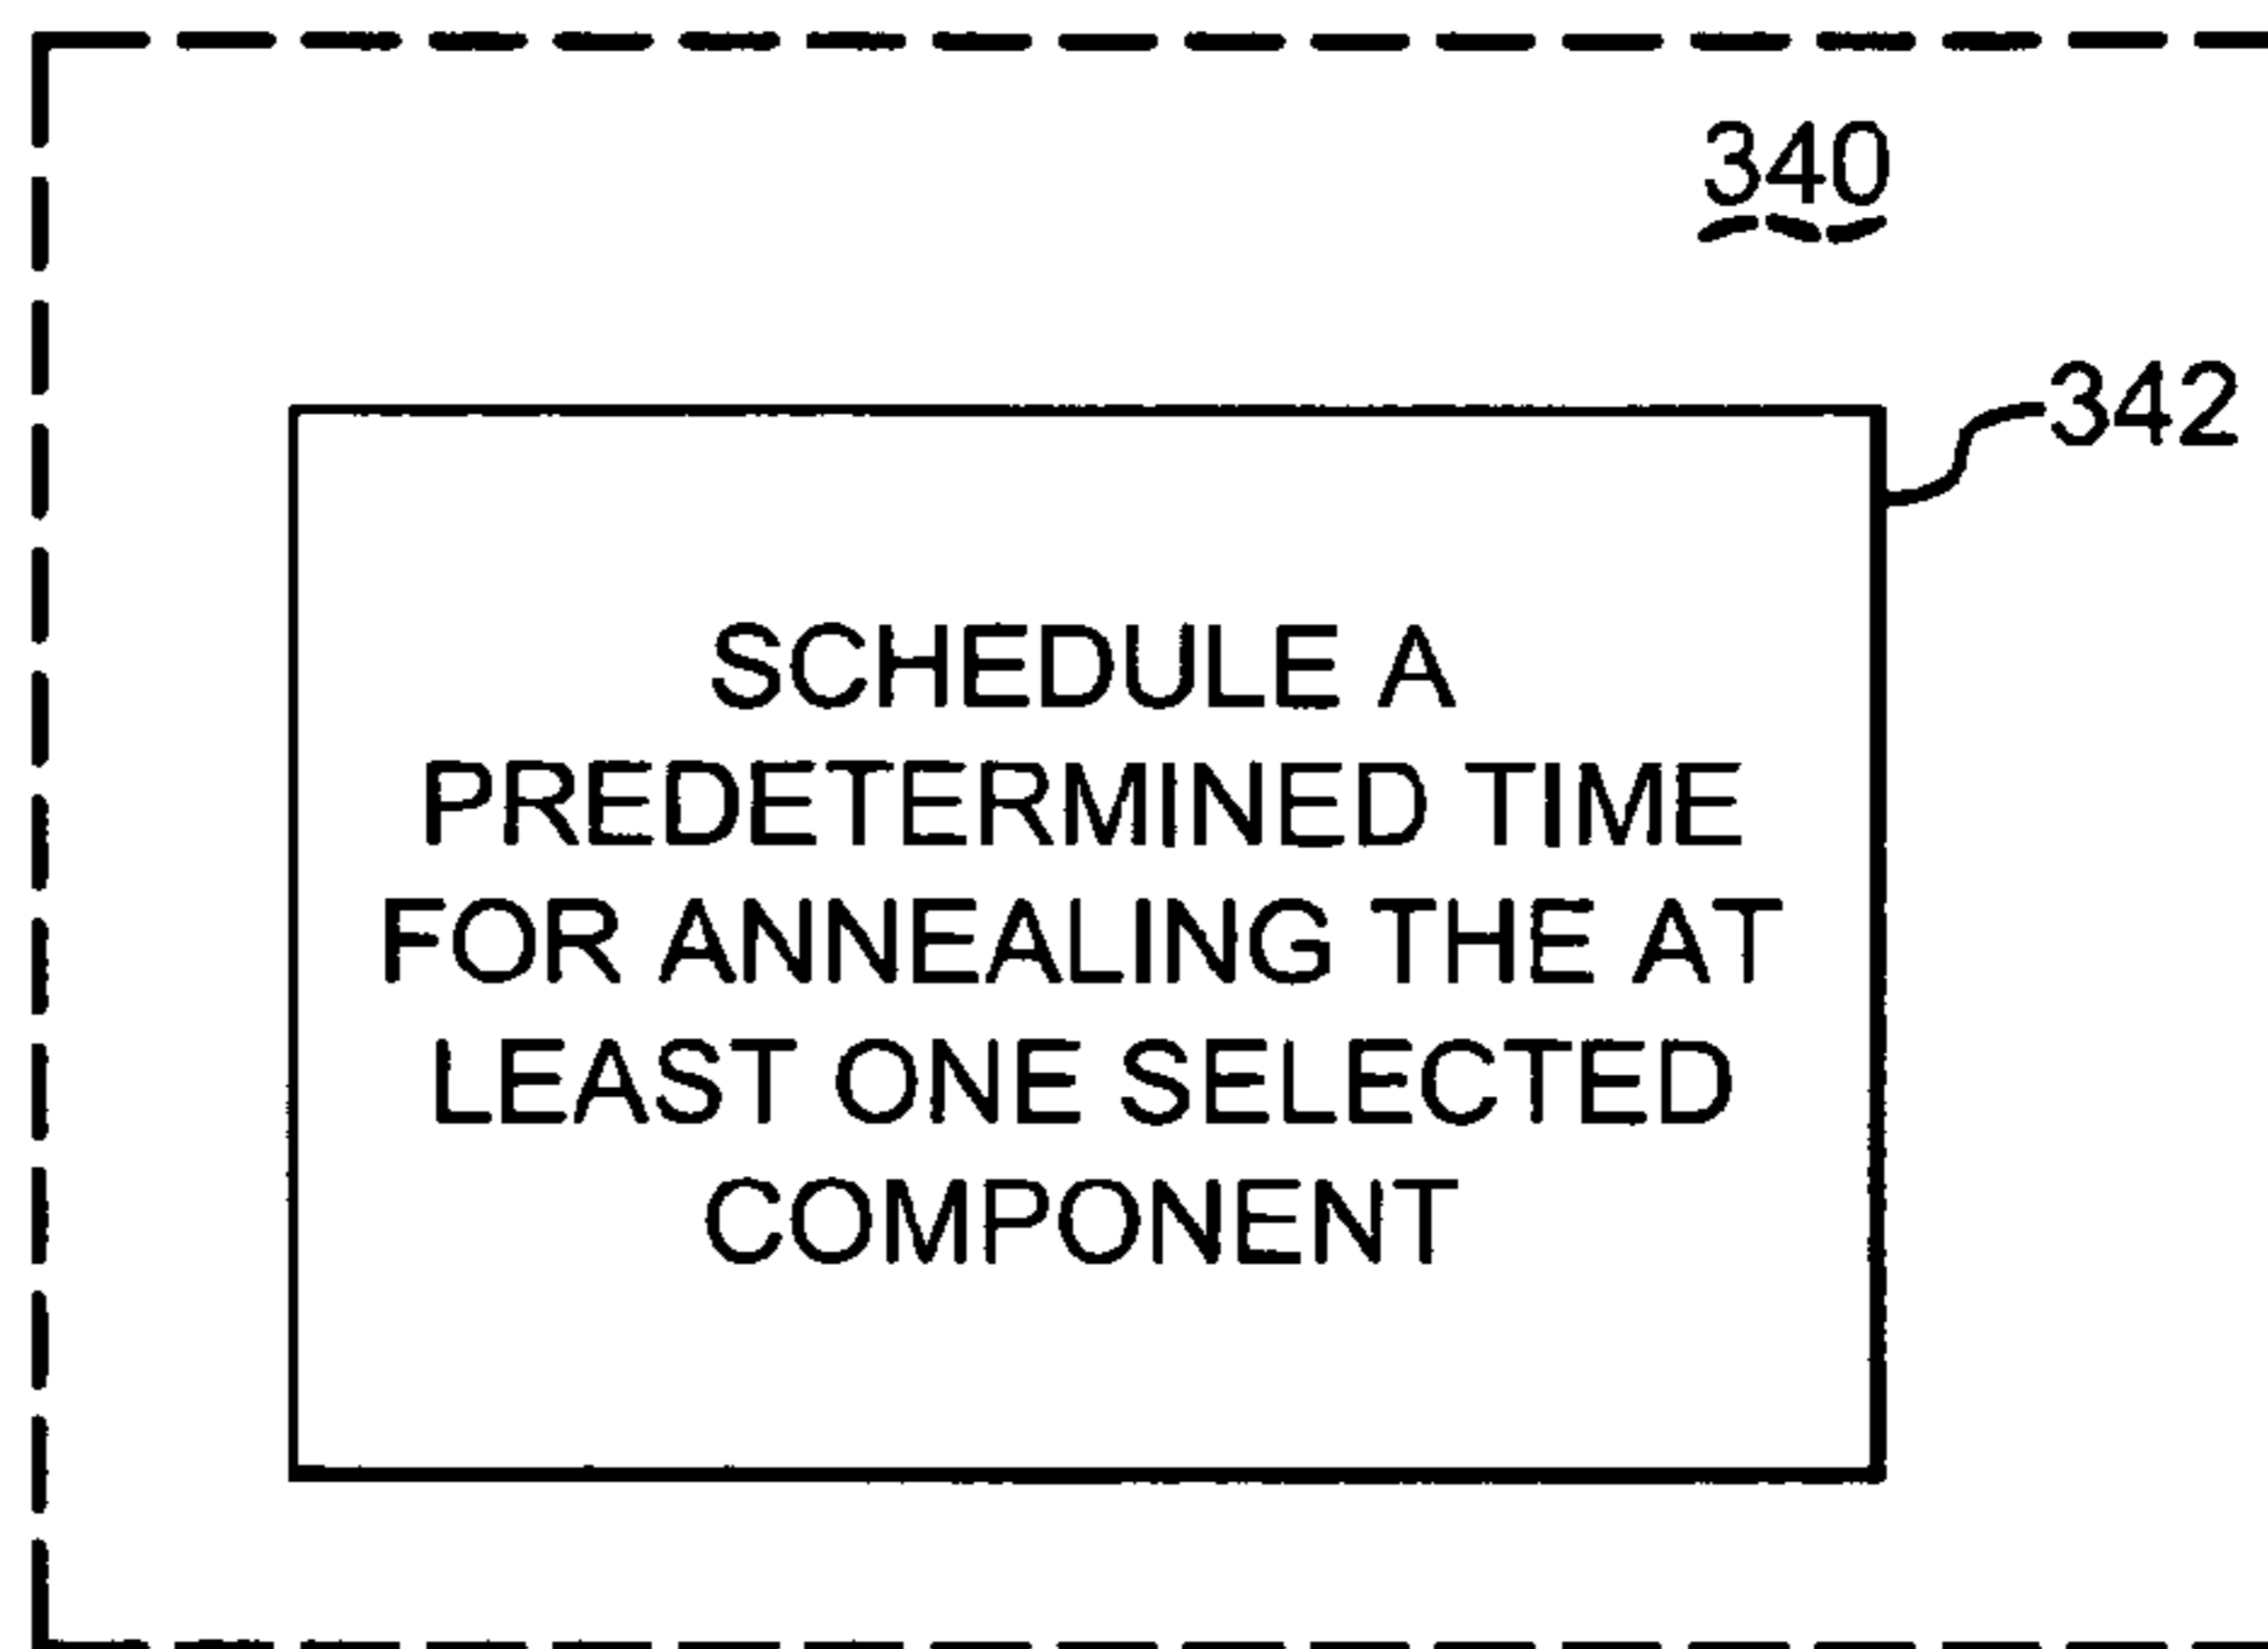 340
342
SCHEDULE A
PREDETERMINED TIME
FOR ANNEALING THE AT
LEAST ONE SELECTED
COMPONENT